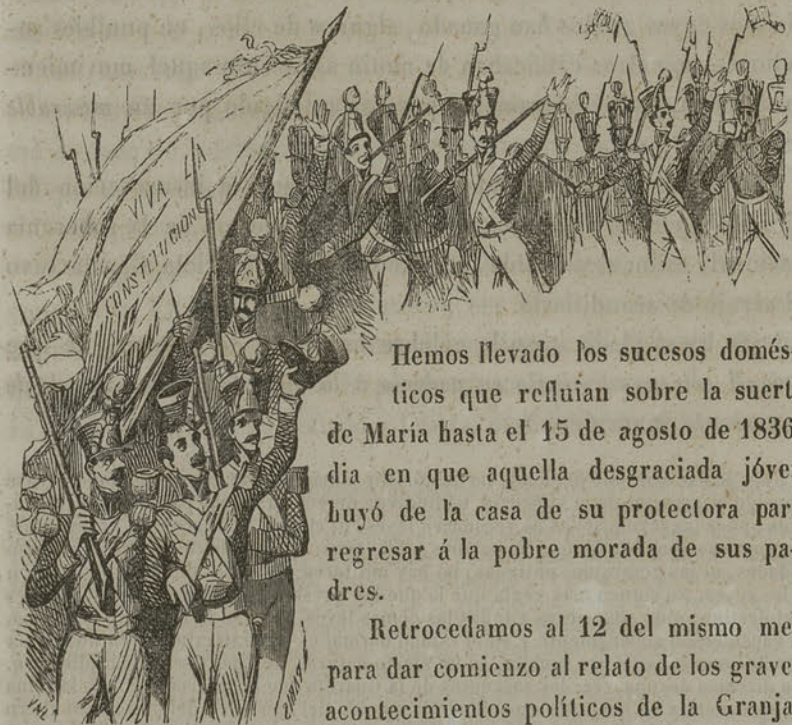 VIVA LA
CONSTITUCION
Hemos llevado los sucesos domés-
ticos que refluian sobre la suert
de María hasta el 15 de agosto de 1836
dia en que aquella desgraciada jóve
huyó de la casa de su protectora par
regresar á la pobre morada de sus pa-
dres.
Retrocedamos al 12 del mismo me
para dar comienzo al relato de los grave
acontecimientos políticos de la Granja